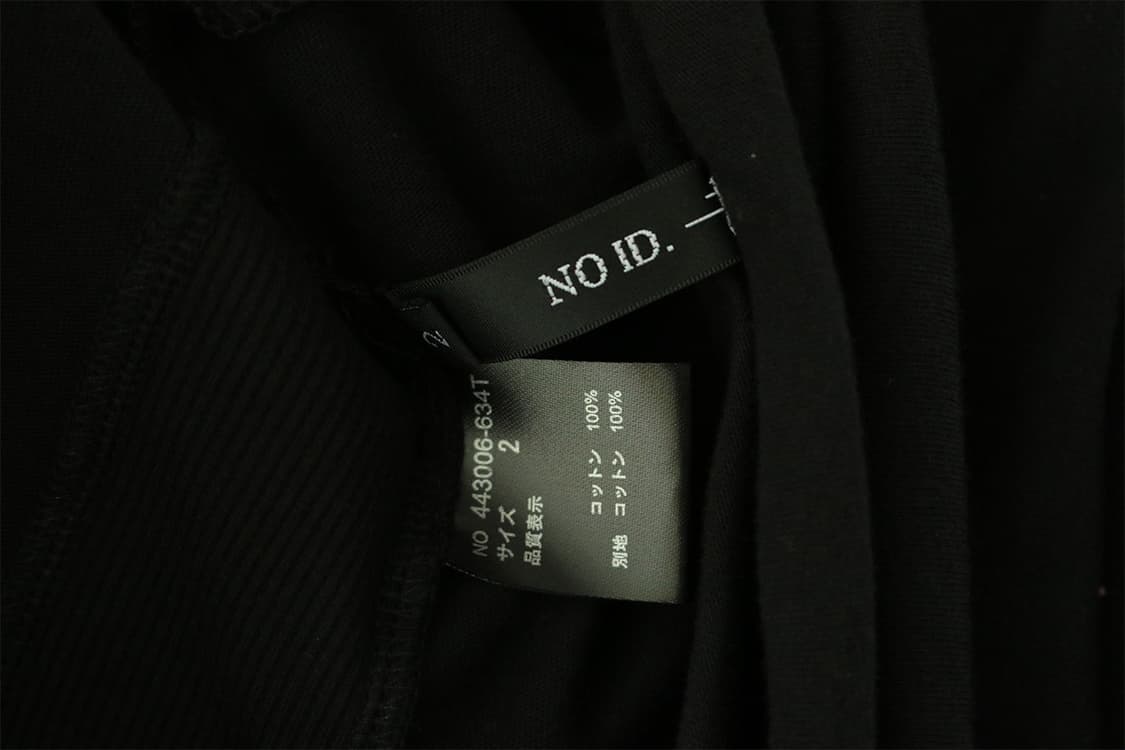 NO ID.
2
NO 443006-634T
サイズ 2
品質表示
コットン 100%
別地 コットン 100%